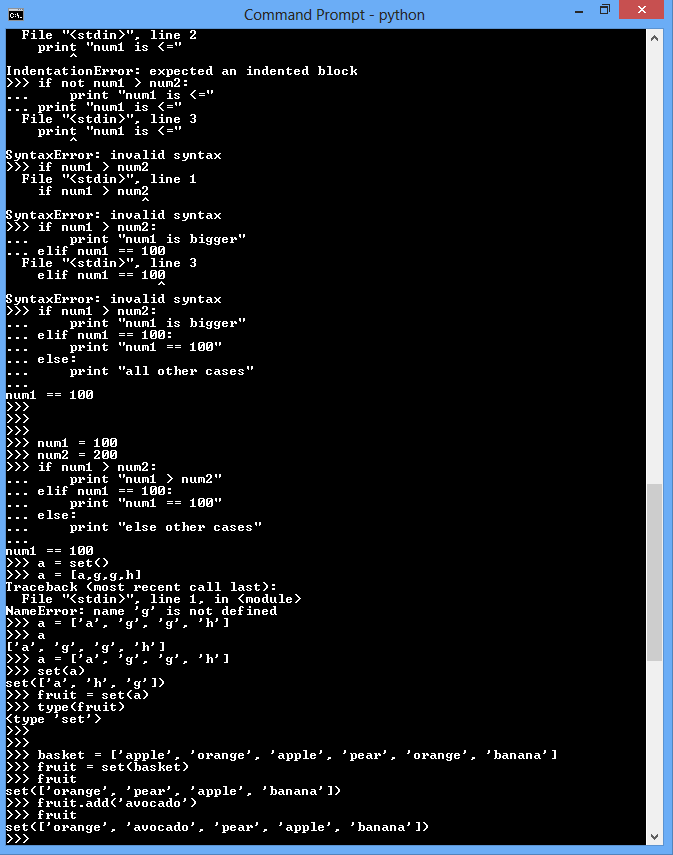 Command Prompt - python
  File "<stdin>", line 2
    print "num1 is <="
        ^
IndentationError: expected an indented block
>>> if not num1 > num2:
...     print "num1 is <="
... print "num1 is <="
  File "<stdin>", line 3
    print "num1 is <="
        ^
SyntaxError: invalid syntax
>>> if num1 > num2
  File "<stdin>", line 1
    if num1 > num2
                 ^
SyntaxError: invalid syntax
>>> if num1 > num2:
...     print "num1 is bigger"
... elif num1 == 100
  File "<stdin>", line 3
    elif num1 == 100
                   ^
SyntaxError: invalid syntax
>>> if num1 > num2:
...     print "num1 is bigger"
... elif num1 == 100:
...     print "num1 == 100"
... else:
...     print "all other cases"
...
num1 == 100
>>>
>>>
>>>
>>> num1 = 100
>>> num2 = 200
>>> if num1 > num2:
...     print "num1 > num2"
... elif num1 == 100:
...     print "num1 == 100"
... else:
...     print "else other cases"
...
num1 == 100
>>> a = set()
>>> a = [a,g,g,h]
Traceback (most recent call last):
  File "<stdin>", line 1, in <module>
NameError: name 'g' is not defined
>>> a = ['a', 'g', 'g', 'h']
>>> a
['a', 'g', 'g', 'h']
>>> a = ['a', 'g', 'g', 'h']
>>> set(a)
set(['a', 'h', 'g'])
>>> fruit = set(a)
>>> type(fruit)
<type 'set'>
>>>
>>>
>>> basket = ['apple', 'orange', 'apple', 'pear', 'orange', 'banana']
>>> fruit = set(basket)
>>> fruit
set(['orange', 'pear', 'apple', 'banana'])
>>> fruit.add('avocado')
>>> fruit
set(['orange', 'avocado', 'pear', 'apple', 'banana'])
>>>